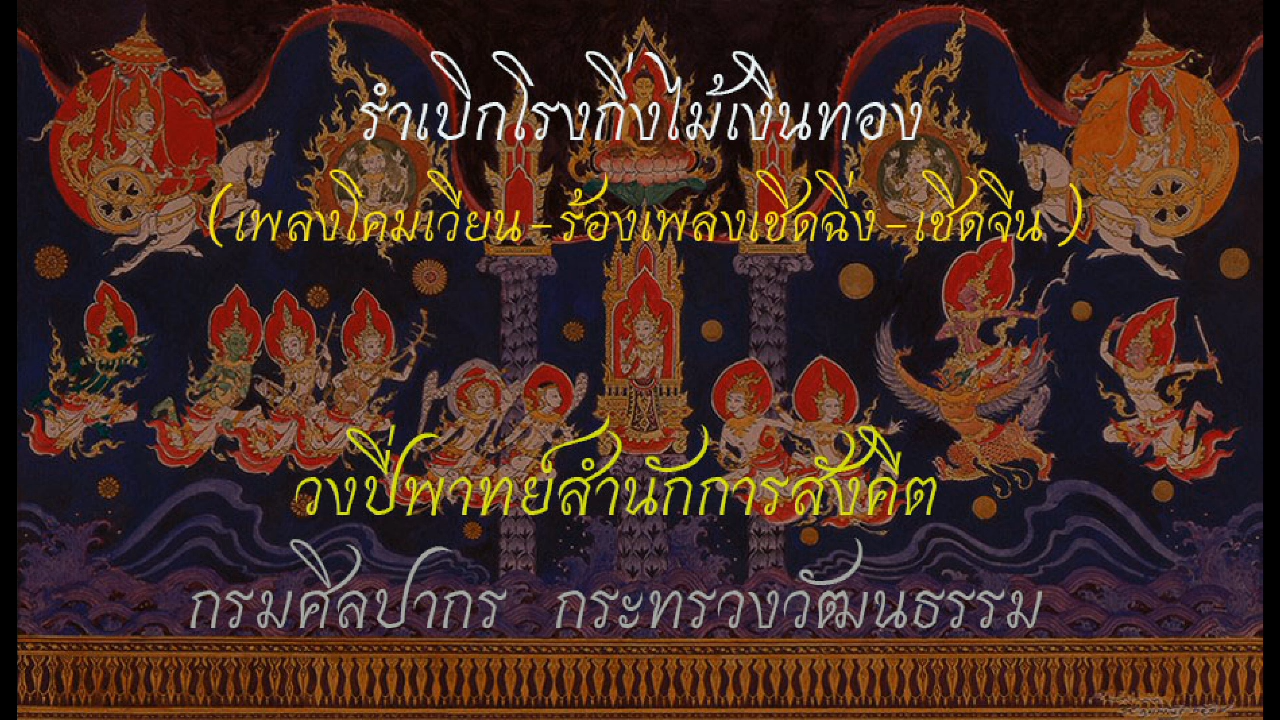 รำเบิกโรงกิ่งไม้เงินทอง
( เพลงโคมเวียน - ร้องเพลงเชิดฉิ่ง - เชิดจีน )
วงปี่พาทย์สำนักการสังคีต
กรมศิลปากร กระทรวงวัฒนธรรม